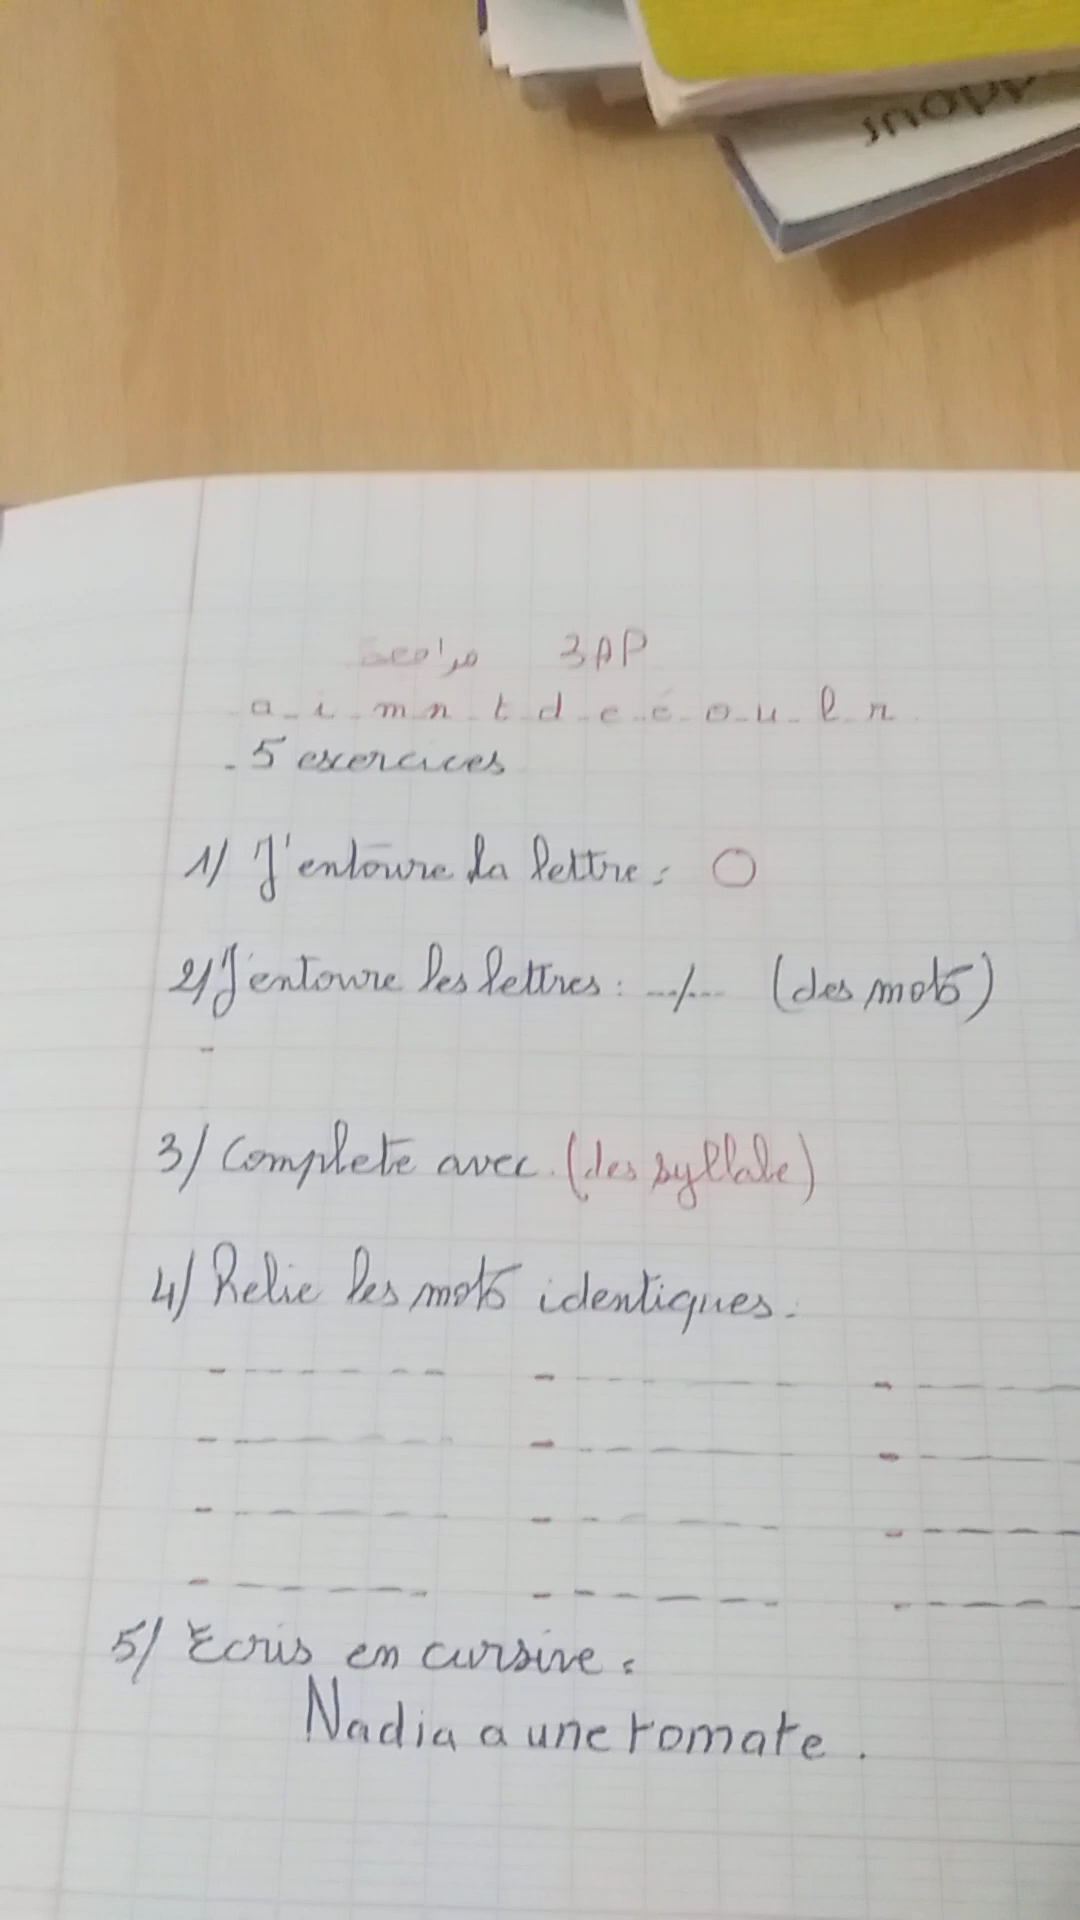 مراجعة 3AP
a - i - m - n - t - d - e - é - o - u - l - r
- 5 exercices
1/ J'entoure la lettre : O
2/ J'entoure les lettres : .../... (des mots)
3/ Complete avec (des syllabe)
4/ Relie les mots identiques.
5/ Ecris en cursive :
Nadia a une tomate.